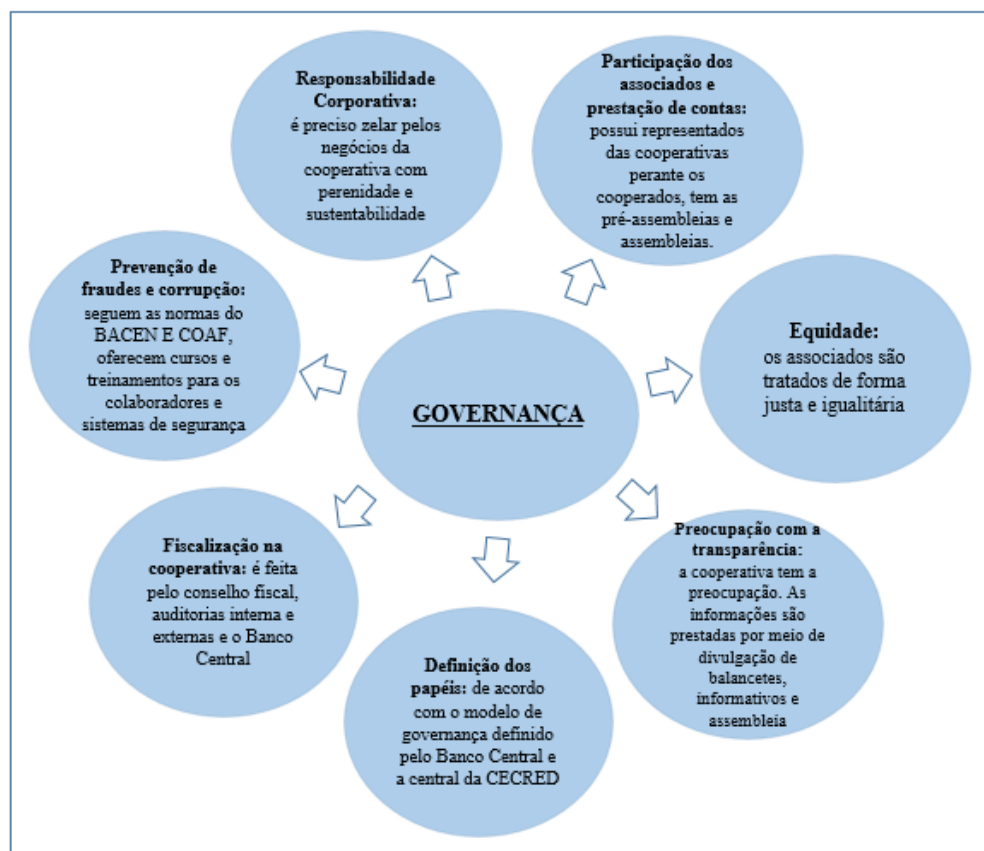 Responsabilidade
Corporativa:
é preciso zelar pelos
negócios da
cooperativa com
perenidade e
sustentabilidade
Participação dos
associados e
prestação de contas:
possui representados
das cooperativas
perante os
cooperados, tem as
pré-assembleias e
assembleias.
Prevenção de
fraudes e corrupção:
seguem as normas do
BACEN E COAF,
oferecem cursos e
treinamentos para os
colaboradores e
sistemas de segurança
GOVERNANÇA
Equidade:
os associados são
tratados de forma
justa e igualitária
Fiscalização na
cooperativa: é feita
pelo conselho fiscal,
auditorias interna e
externas e o Banco
Central
Definição dos
papéis: de acordo
com o modelo de
governança definido
pelo Banco Central e
a central da CECRED
Preocupação com a
transparência:
a cooperativa tem a
preocupação. As
informações são
prestadas por meio de
divulgação de
balancetes,
informativos e
assembleia